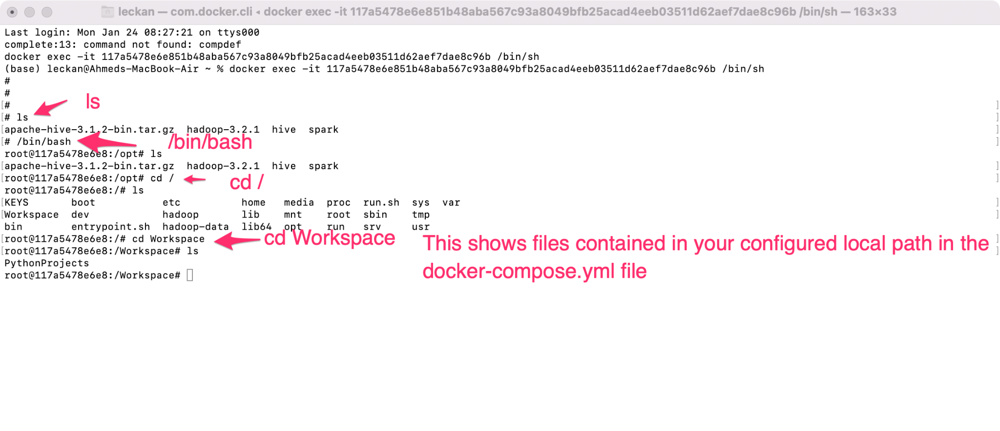 leckan — com.docker.cli ◂ docker exec -it 117a5478e6e851b48aba567c93a8049bfb25acad4eeb03511d62aef7dae8c96b /bin/sh — 163×33
Last login: Mon Jan 24 08:27:21 on ttys000
complete:13: command not found: compdef
docker exec -it 117a5478e6e851b48aba567c93a8049bfb25acad4eeb03511d62aef7dae8c96b /bin/sh
(base) leckan@Ahmeds-MacBook-Air ~ % docker exec -it 117a5478e6e851b48aba567c93a8049bfb25acad4eeb03511d62aef7dae8c96b /bin/sh
#
#
[# ]
ls
[# ls ]
[apache-hive-3.1.2-bin.tar.gz  hadoop-3.2.1  hive  spark ]
[# /bin/bash ]
/bin/bash
root@117a5478e6e8:/opt# ls
[apache-hive-3.1.2-bin.tar.gz  hadoop-3.2.1  hive  spark ]
[root@117a5478e6e8:/opt# cd / ]
cd /
root@117a5478e6e8:/# ls
[KEYS       boot           etc          home   media  proc  run.sh  sys  var ]
[Workspace  dev            hadoop       lib    mnt    root  sbin    tmp ]
bin        entrypoint.sh  hadoop-data  lib64  opt    run   srv     usr
[root@117a5478e6e8:/# cd Workspace ]
cd Workspace
[root@117a5478e6e8:/Workspace# ls ]
PythonProjects
root@117a5478e6e8:/Workspace#
This shows files contained in your configured local path in the
docker-compose.yml file